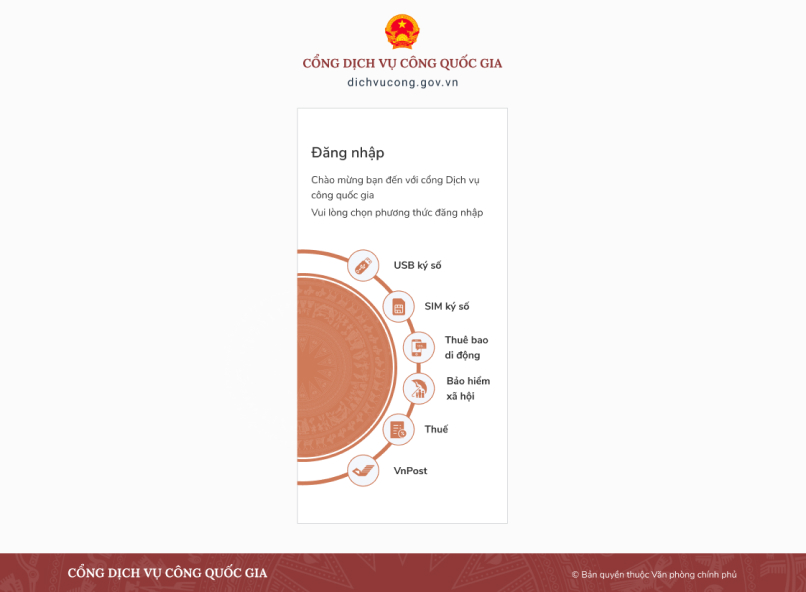 CỔNG DỊCH VỤ CÔNG QUỐC GIA
dichvucong.gov.vn
Đăng nhập
Chào mừng bạn đến với cổng Dịch vụ
công quốc gia
Vui lòng chọn phương thức đăng nhập
USB ký số
SIM ký số
Thuê bao
di động
Bảo hiểm
xã hội
Thuế
VnPost
CỔNG DỊCH VỤ CÔNG QUỐC GIA
© Bản quyền thuộc Văn phòng chính phủ